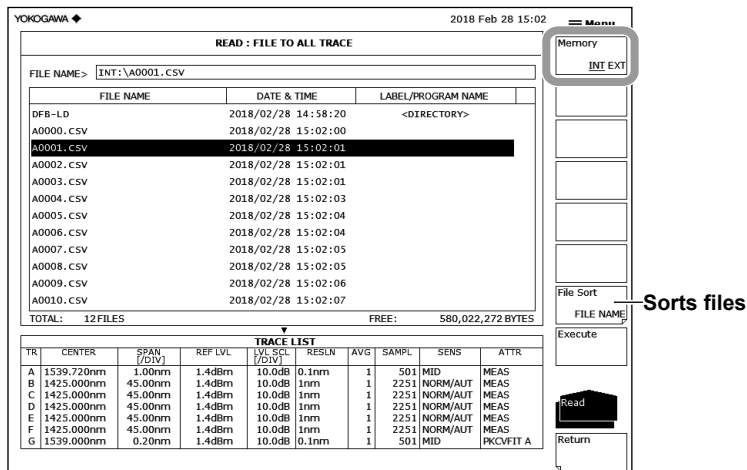 YOKOGAWA ◆ 2018 Feb 28 15:02
Menu
READ : FILE TO ALL TRACE
Memory
INT EXT
FILE NAME> INT:\A0001.CSV
FILE NAME DATE & TIME LABEL/PROGRAM NAME
DFB-LD 2018/02/28 14:58:20 <DIRECTORY>
A0000.CSV 2018/02/28 15:02:00
A0001.CSV 2018/02/28 15:02:01
A0002.CSV 2018/02/28 15:02:01
A0003.CSV 2018/02/28 15:02:01
A0004.CSV 2018/02/28 15:02:03
A0005.CSV 2018/02/28 15:02:04
A0006.CSV 2018/02/28 15:02:04
A0007.CSV 2018/02/28 15:02:05
A0008.CSV 2018/02/28 15:02:05
A0009.CSV 2018/02/28 15:02:06
A0010.CSV 2018/02/28 15:02:07
File Sort
FILE NAME
Sorts files
TOTAL: 12FILES FREE: 580,022,272 BYTES
Execute
TRACE LIST
TR CENTER SPAN [/DIV] REF LVL LVL SCL [/DIV] RESLN AVG SAMPL SENS ATTR
A 1539.720nm 1.00nm 1.4dBm 10.0dB 0.1nm 1 501 MID MEAS
B 1425.000nm 45.00nm 1.4dBm 10.0dB 1nm 1 2251 NORM/AUT MEAS
C 1425.000nm 45.00nm 1.4dBm 10.0dB 1nm 1 2251 NORM/AUT MEAS
D 1425.000nm 45.00nm 1.4dBm 10.0dB 1nm 1 2251 NORM/AUT MEAS
E 1425.000nm 45.00nm 1.4dBm 10.0dB 1nm 1 2251 NORM/AUT MEAS
F 1425.000nm 45.00nm 1.4dBm 10.0dB 1nm 1 2251 NORM/AUT MEAS
G 1539.000nm 0.20nm 1.4dBm 10.0dB 0.1nm 1 501 MID PKCVFIT A
Read
Return